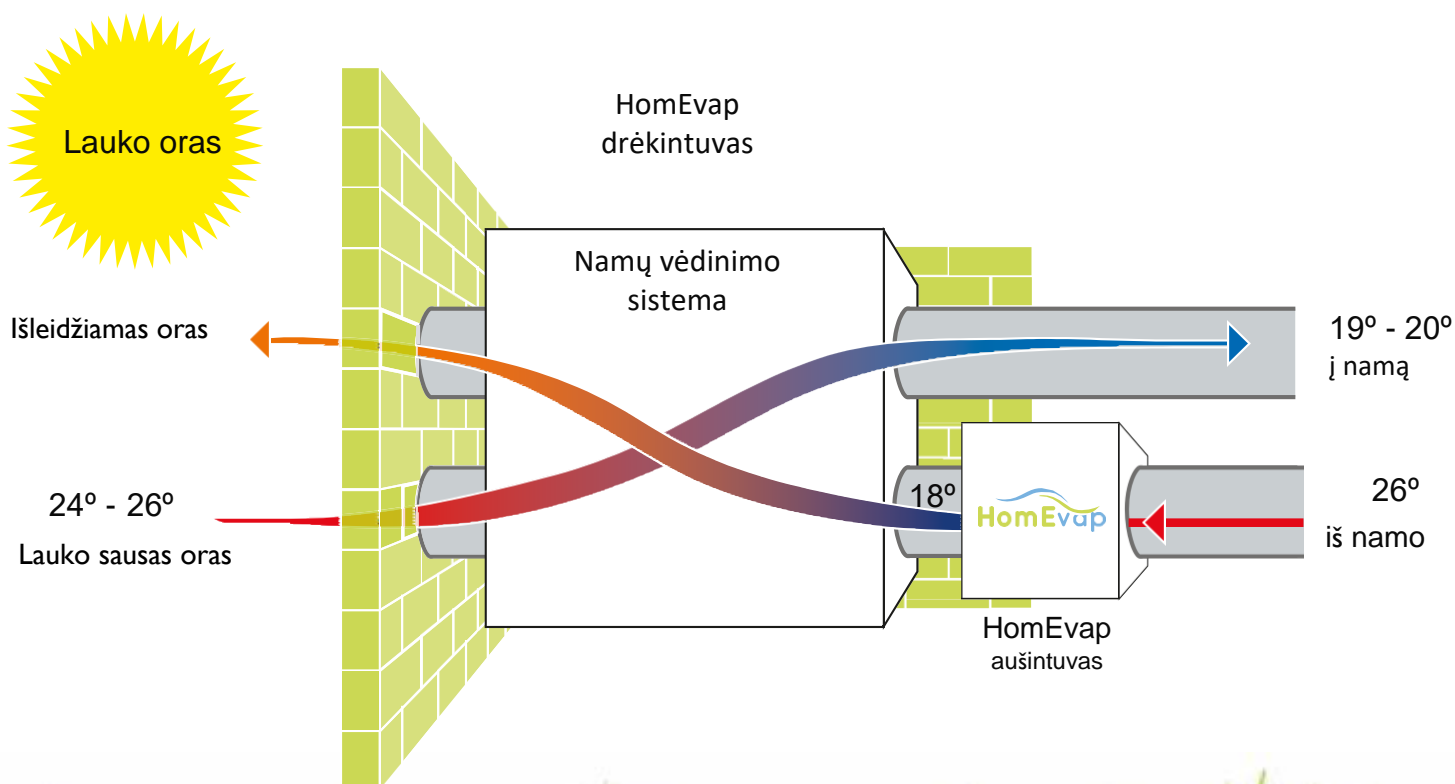 Lauko oras
HomEvap
drėkintuvas
Namų vėdinimo
sistema
Išleidžiamas oras
19º - 20º
į namą
24º - 26º
Lauko sausas oras
18º
HomEvap
26º
iš namo
HomEvap
aušintuvas